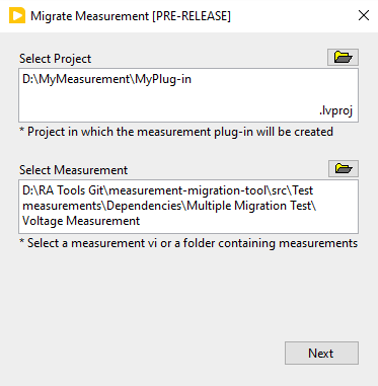 Migrate Measurement [PRE-RELEASE]
Select Project
D:\MyMeasurement\MyPlug-in
.lvproj
* Project in which the measurement plug-in will be created
Select Measurement
D:\RA Tools Git\measurement-migration-tool\src\Test
measurements\Dependencies\Multiple Migration Test\
Voltage Measurement
* Select a measurement vi or a folder containing measurements
Next